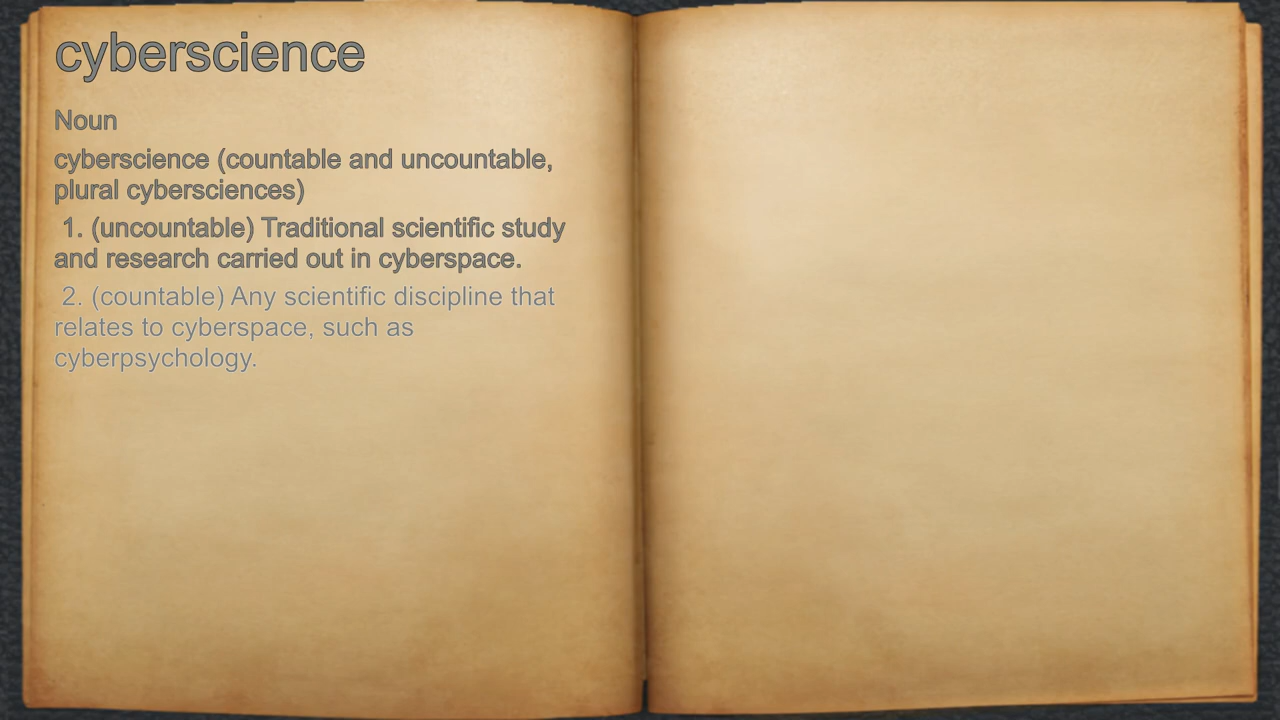 cyberscience
Noun
cyberscience (countable and uncountable,
plural cybersciences)
1. (uncountable) Traditional scientific study
and research carried out in cyberspace.
2. (countable) Any scientific discipline that
relates to cyberspace, such as
cyberpsychology.